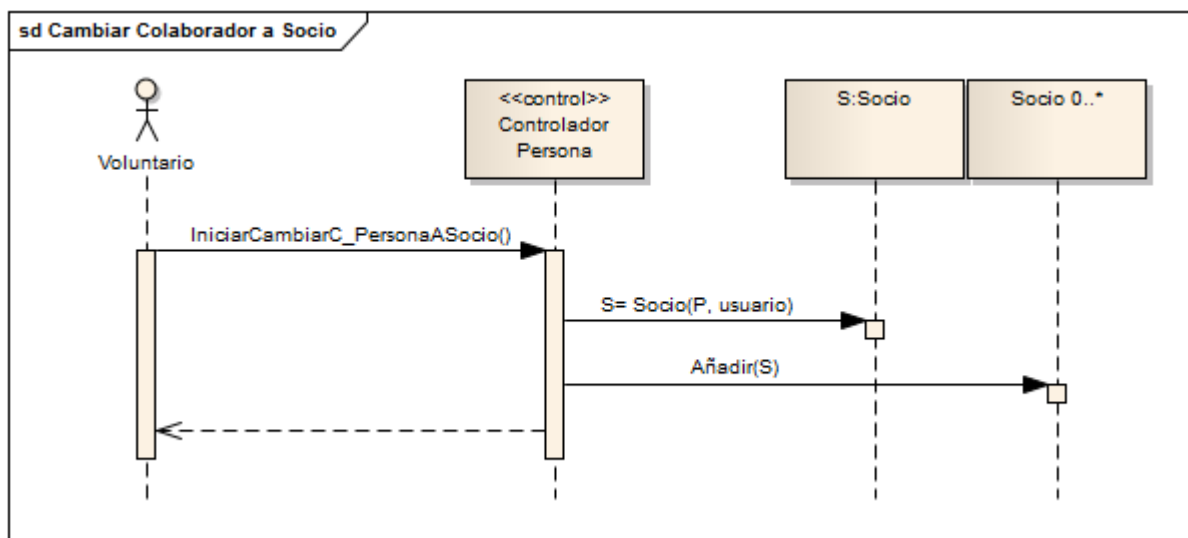 sd Cambiar Colaborador a Socio
Voluntario
<<control>>
Controlador
Persona
S:Socio
Socio 0..*
IniciarCambiarC_PersonaASocio()
S= Socio(P, usuario)
Añadir(S)